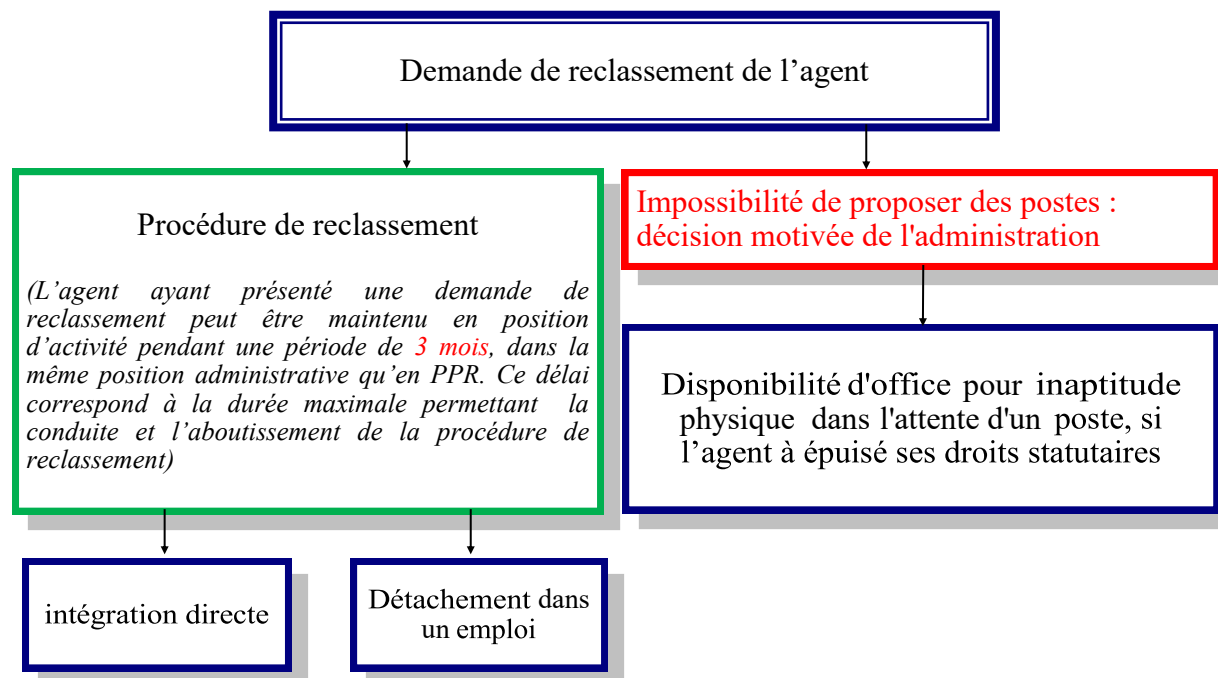 Demande de reclassement de l’agent
Procédure de reclassement
(L’agent ayant présenté une demande de
reclassement peut être maintenu en position
d’activité pendant une période de 3 mois, dans la
même position administrative qu’en PPR. Ce délai
correspond à la durée maximale permettant la
conduite et l’aboutissement de la procédure de
reclassement)
Impossibilité de proposer des postes :
décision motivée de l'administration
Disponibilité d'office pour inaptitude
physique dans l'attente d'un poste, si
l’agent à épuisé ses droits statutaires
intégration directe
Détachement dans
un emploi